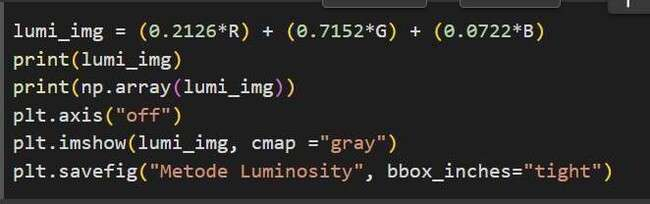 lumi_img = (0.2126*R) + (0.7152*G) + (0.0722*B)
print(lumi_img)
print(np.array(lumi_img))
plt.axis("off")
plt.imshow(lumi_img, cmap ="gray")
plt.savefig("Metode Luminosity", bbox_inches="tight")